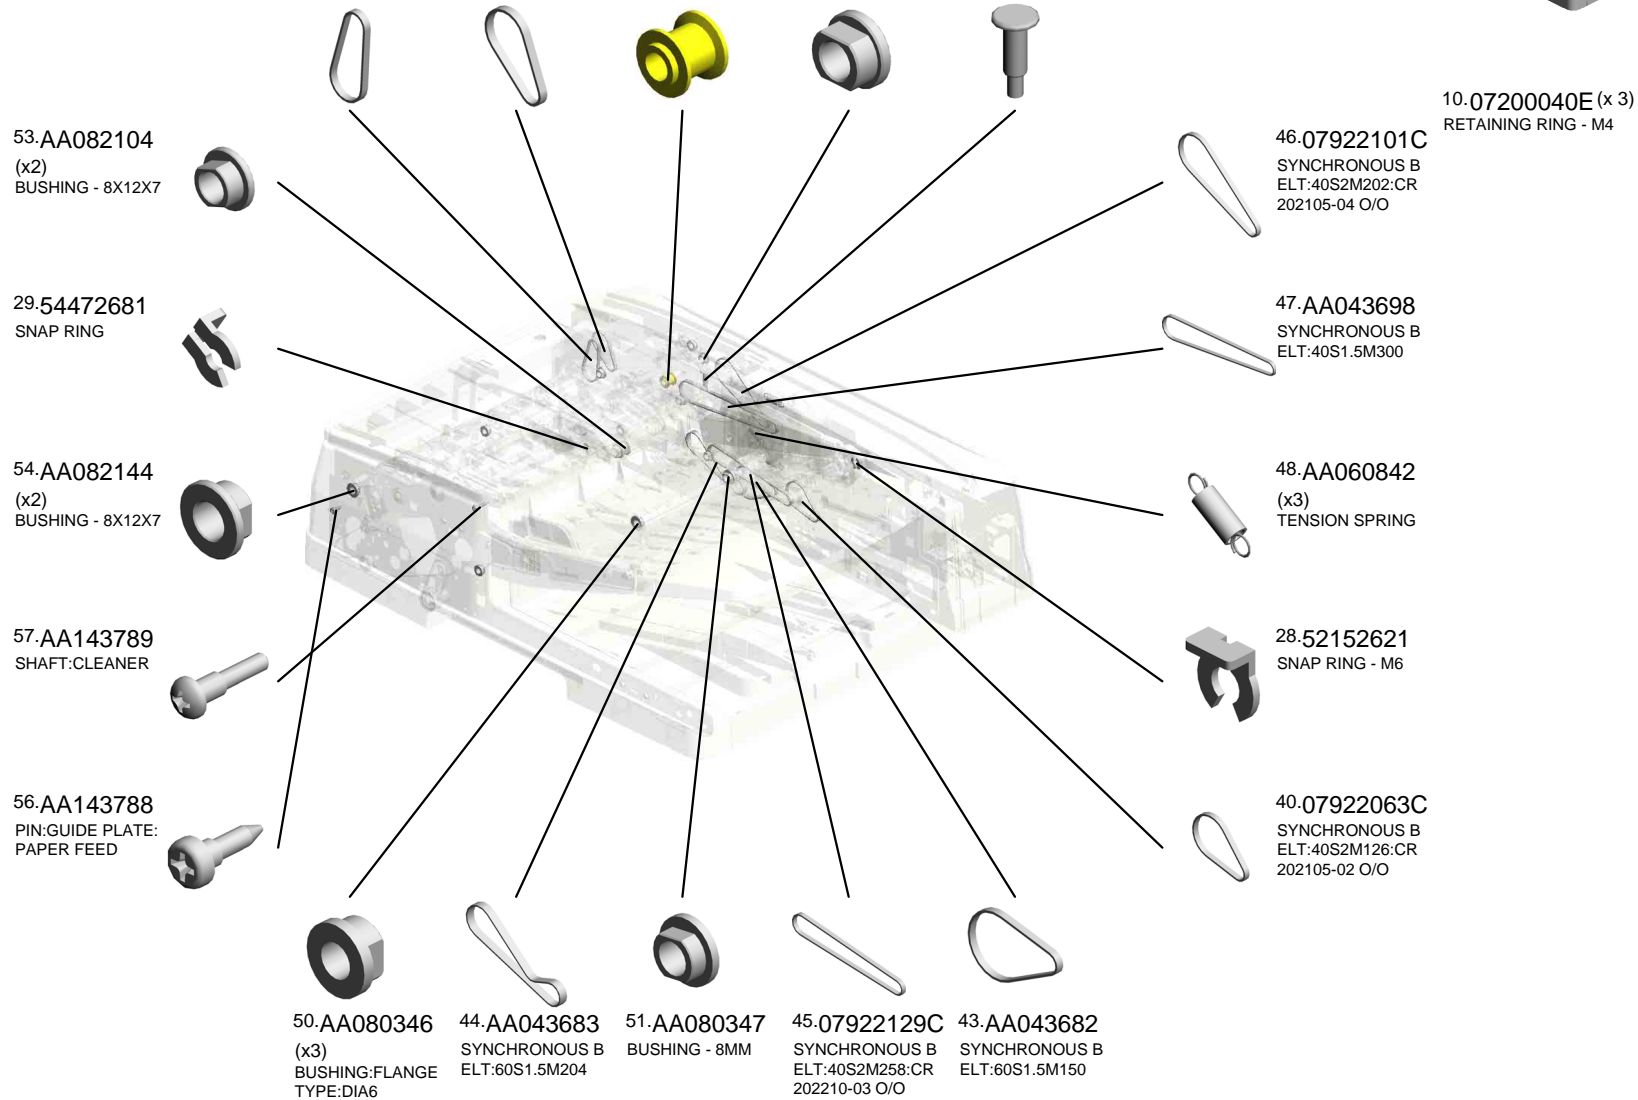 10.07200040E (x 3)
RETAINING RING - M4
53.AA082104
(x2)
BUSHING - 8X12X7
46.07922101C
SYNCHRONOUS B
ELT:40S2M202:CR
202105-04 O/O
29.54472681
SNAP RING
47.AA043698
SYNCHRONOUS B
ELT:40S1.5M300
54.AA082144
(x2)
BUSHING - 8X12X7
48.AA060842
(x3)
TENSION SPRING
57.AA143789
SHAFT:CLEANER
28.52152621
SNAP RING - M6
56.AA143788
PIN:GUIDE PLATE:
PAPER FEED
40.07922063C
SYNCHRONOUS B
ELT:40S2M126:CR
202105-02 O/O
50.AA080346
(x3)
BUSHING:FLANGE
TYPE:DIA6
44.AA043683
SYNCHRONOUS B
ELT:60S1.5M204
51.AA080347
BUSHING - 8MM
45.07922129C
SYNCHRONOUS B
ELT:40S2M258:CR
202210-03 O/O
43.AA043682
SYNCHRONOUS B
ELT:60S1.5M150